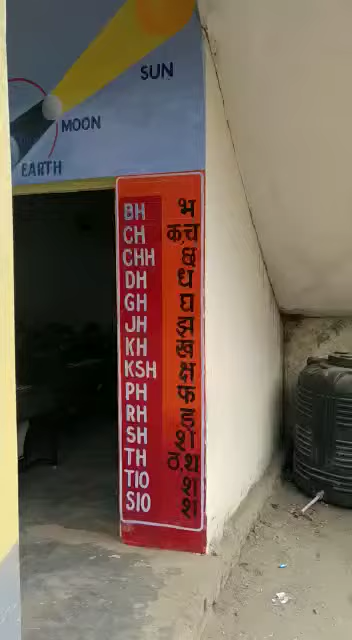 SUN
MOON
EARTH
BH भ
CH क,च
CHH छ
DH ध
GH घ
JH झ
KH ख
KSH क्ष
PH फ
RH ड़
SH श
TH ठ,थ
TIO श
SIO श